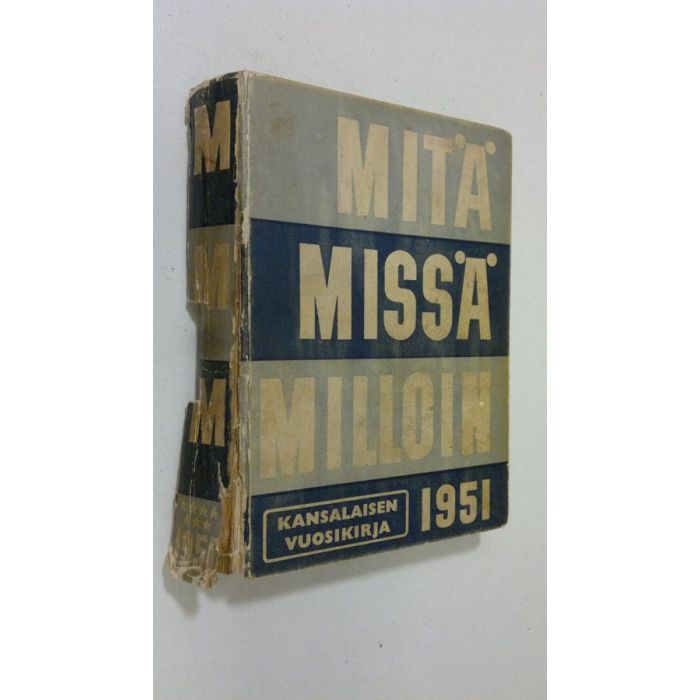 MITÄ
MISSÄ
MILLOIN
KANSALAISEN
VUOSIKIRJA
1951
M
M
M